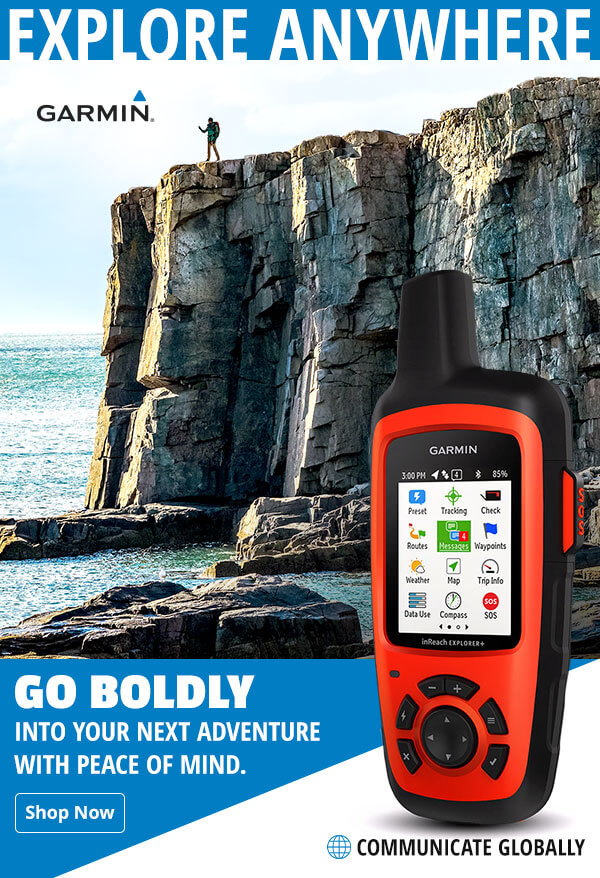 EXPLORE ANYWHERE
GARMIN
GARMIN
3:00 PM 4 85%
Preset Tracking Check
4
Routes Messages Waypoints
Weather Map Trip Info
SOS
Data Use Compass SOS
inReach EXPLORER+
SOS
GO BOLDLY
INTO YOUR NEXT ADVENTURE
WITH PEACE OF MIND.
Shop Now
COMMUNICATE GLOBALLY